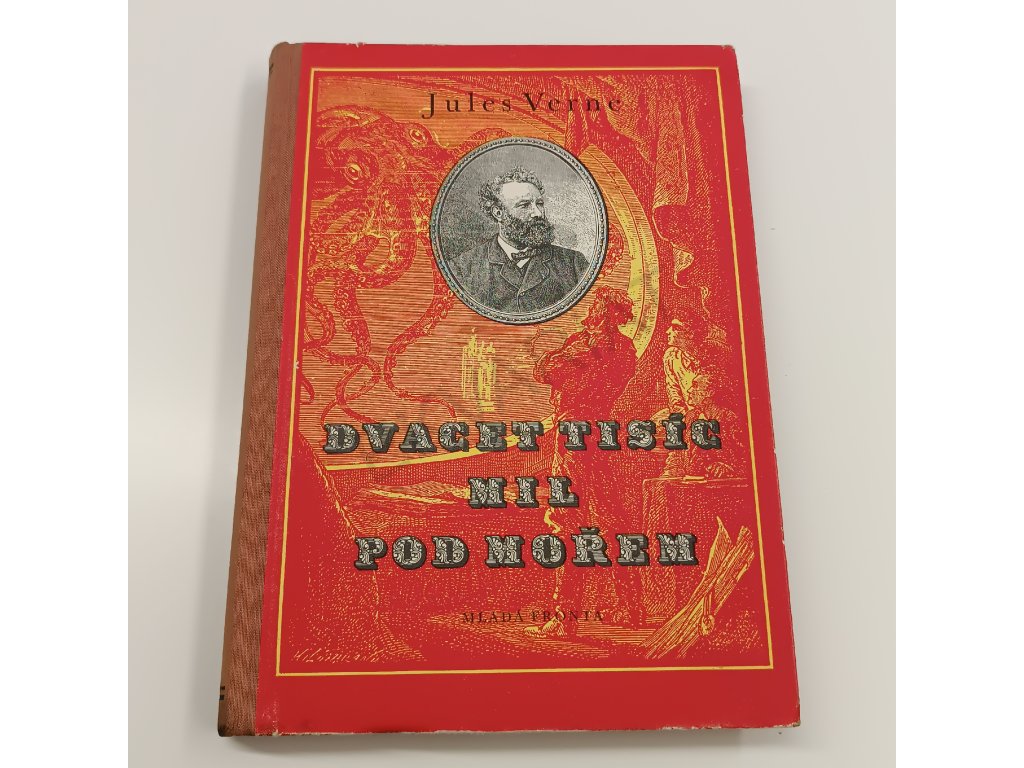 Jules Verne
DVACET TISÍC
MIL
POD MOŘEM
MLADÁ FRONTA